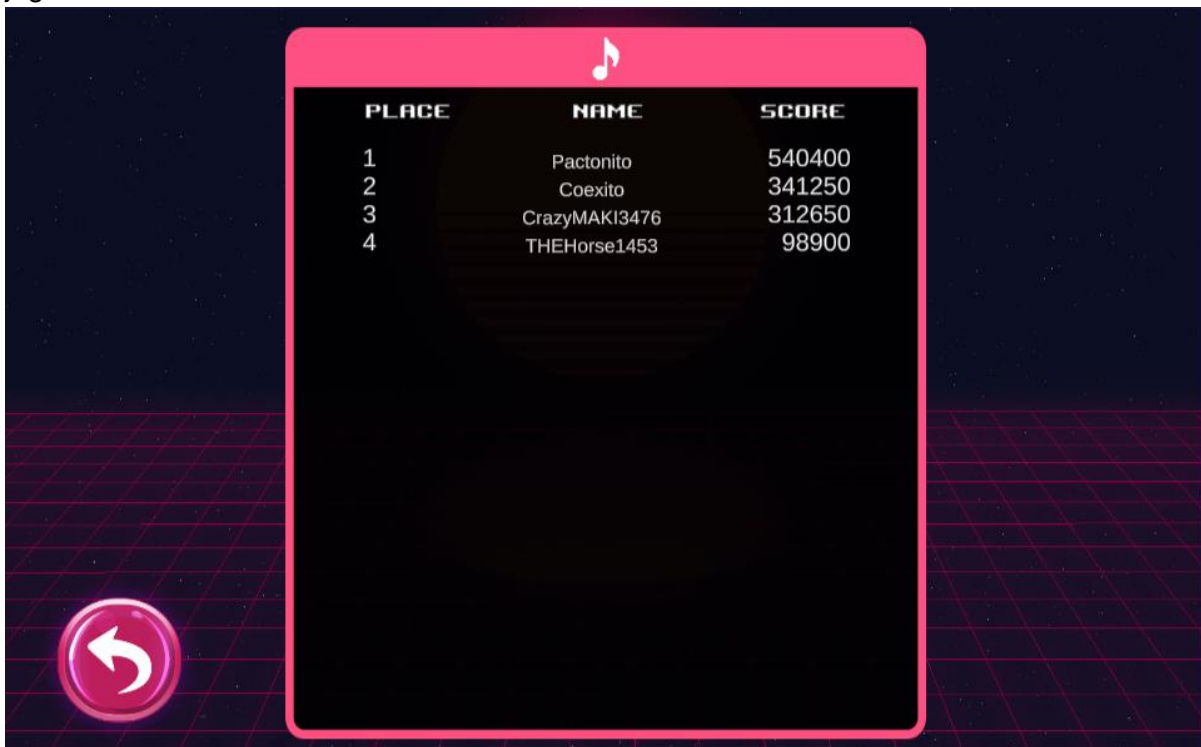 PLACE NAME SCORE
1 Pactonito 540400
2 Coexito 341250
3 CrazyMAKI3476 312650
4 THEHorse1453 98900